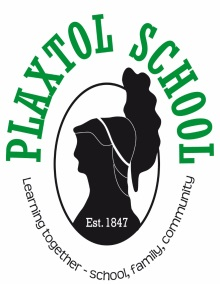 PLAXTOL SCHOOL
Est. 1847
Learning together - school, family, community